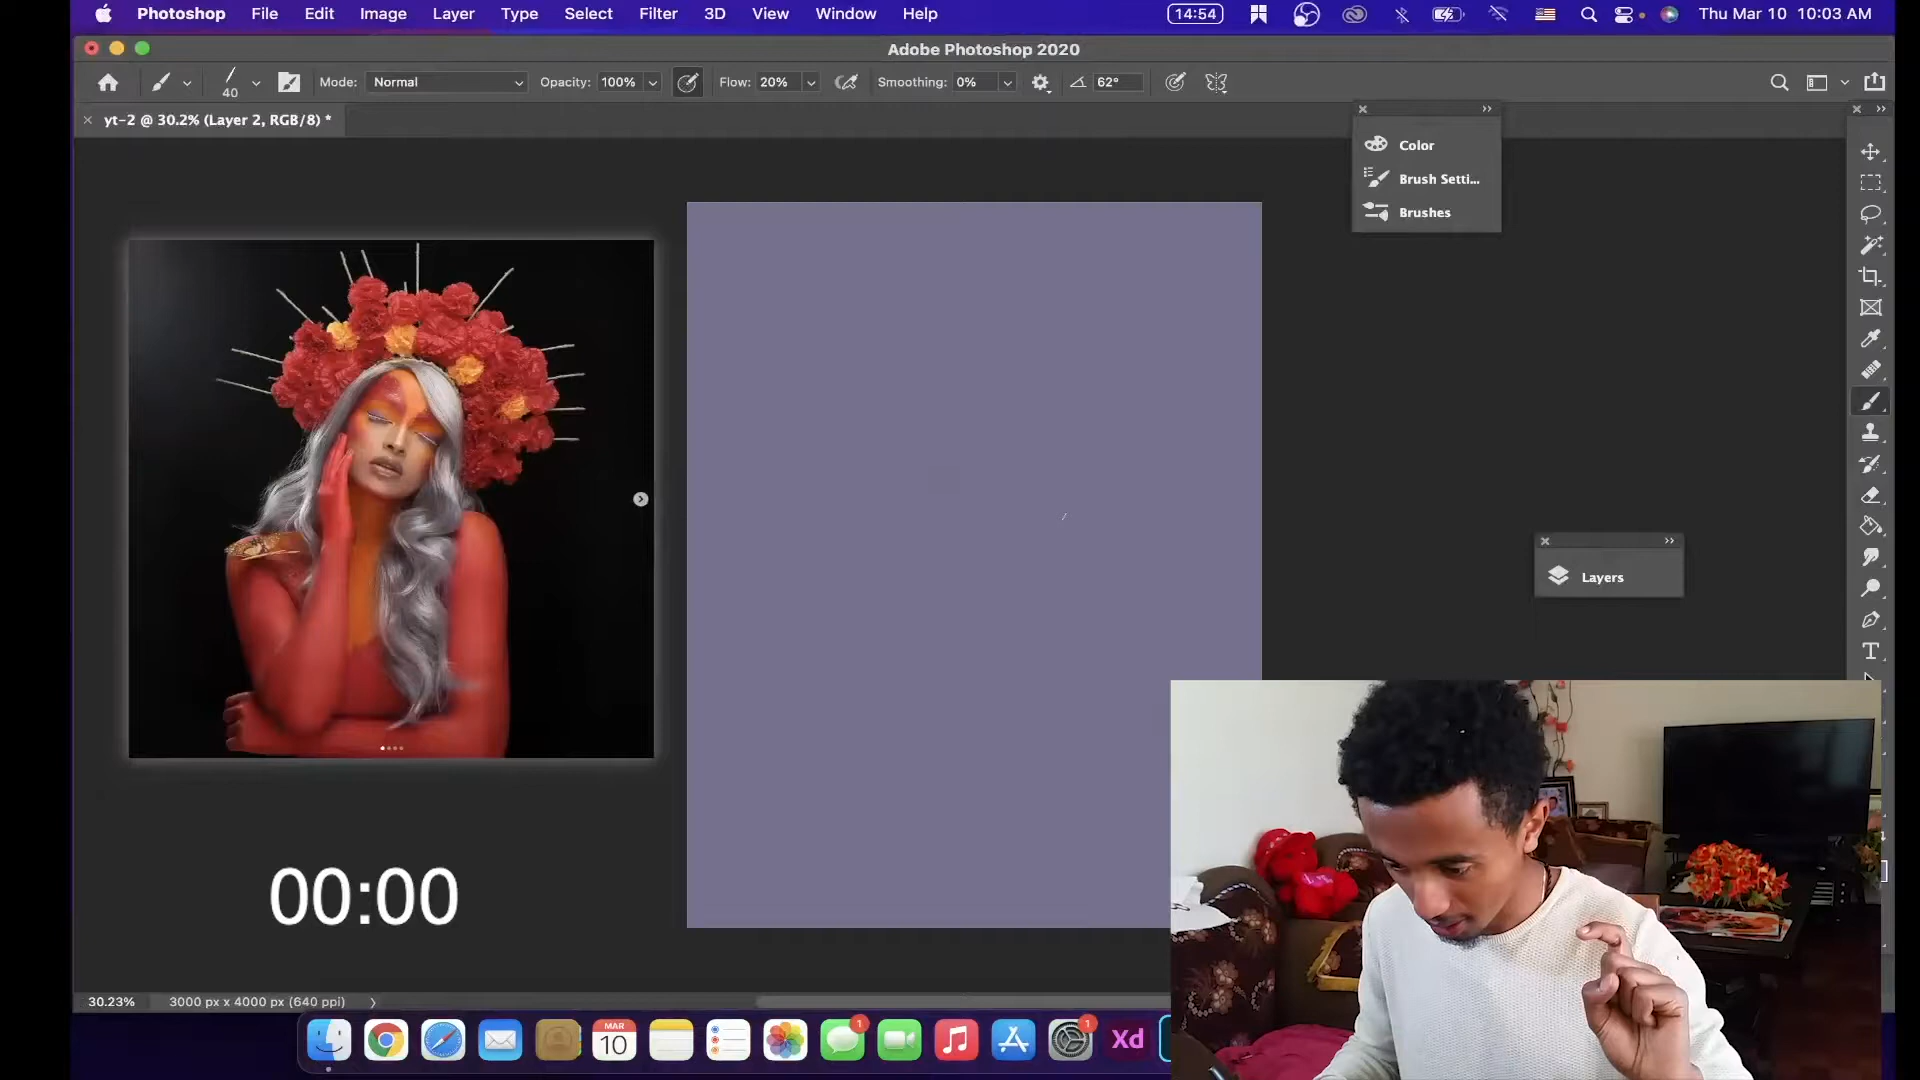 Photoshop File Edit Image Layer Type Select Filter 3D View Window Help 14:54 Thu Mar 10 10:03 AM
Adobe Photoshop 2020
40 Mode: Normal Opacity: 100% Flow: 20% Smoothing: 0% 62°
yt-2 @ 30.2% (Layer 2, RGB/8) *
Color
Brush Setti...
Brushes
Layers
00:00
30.23% 3000 px x 4000 px (640 ppi)
MAR
10
1
1
Xd